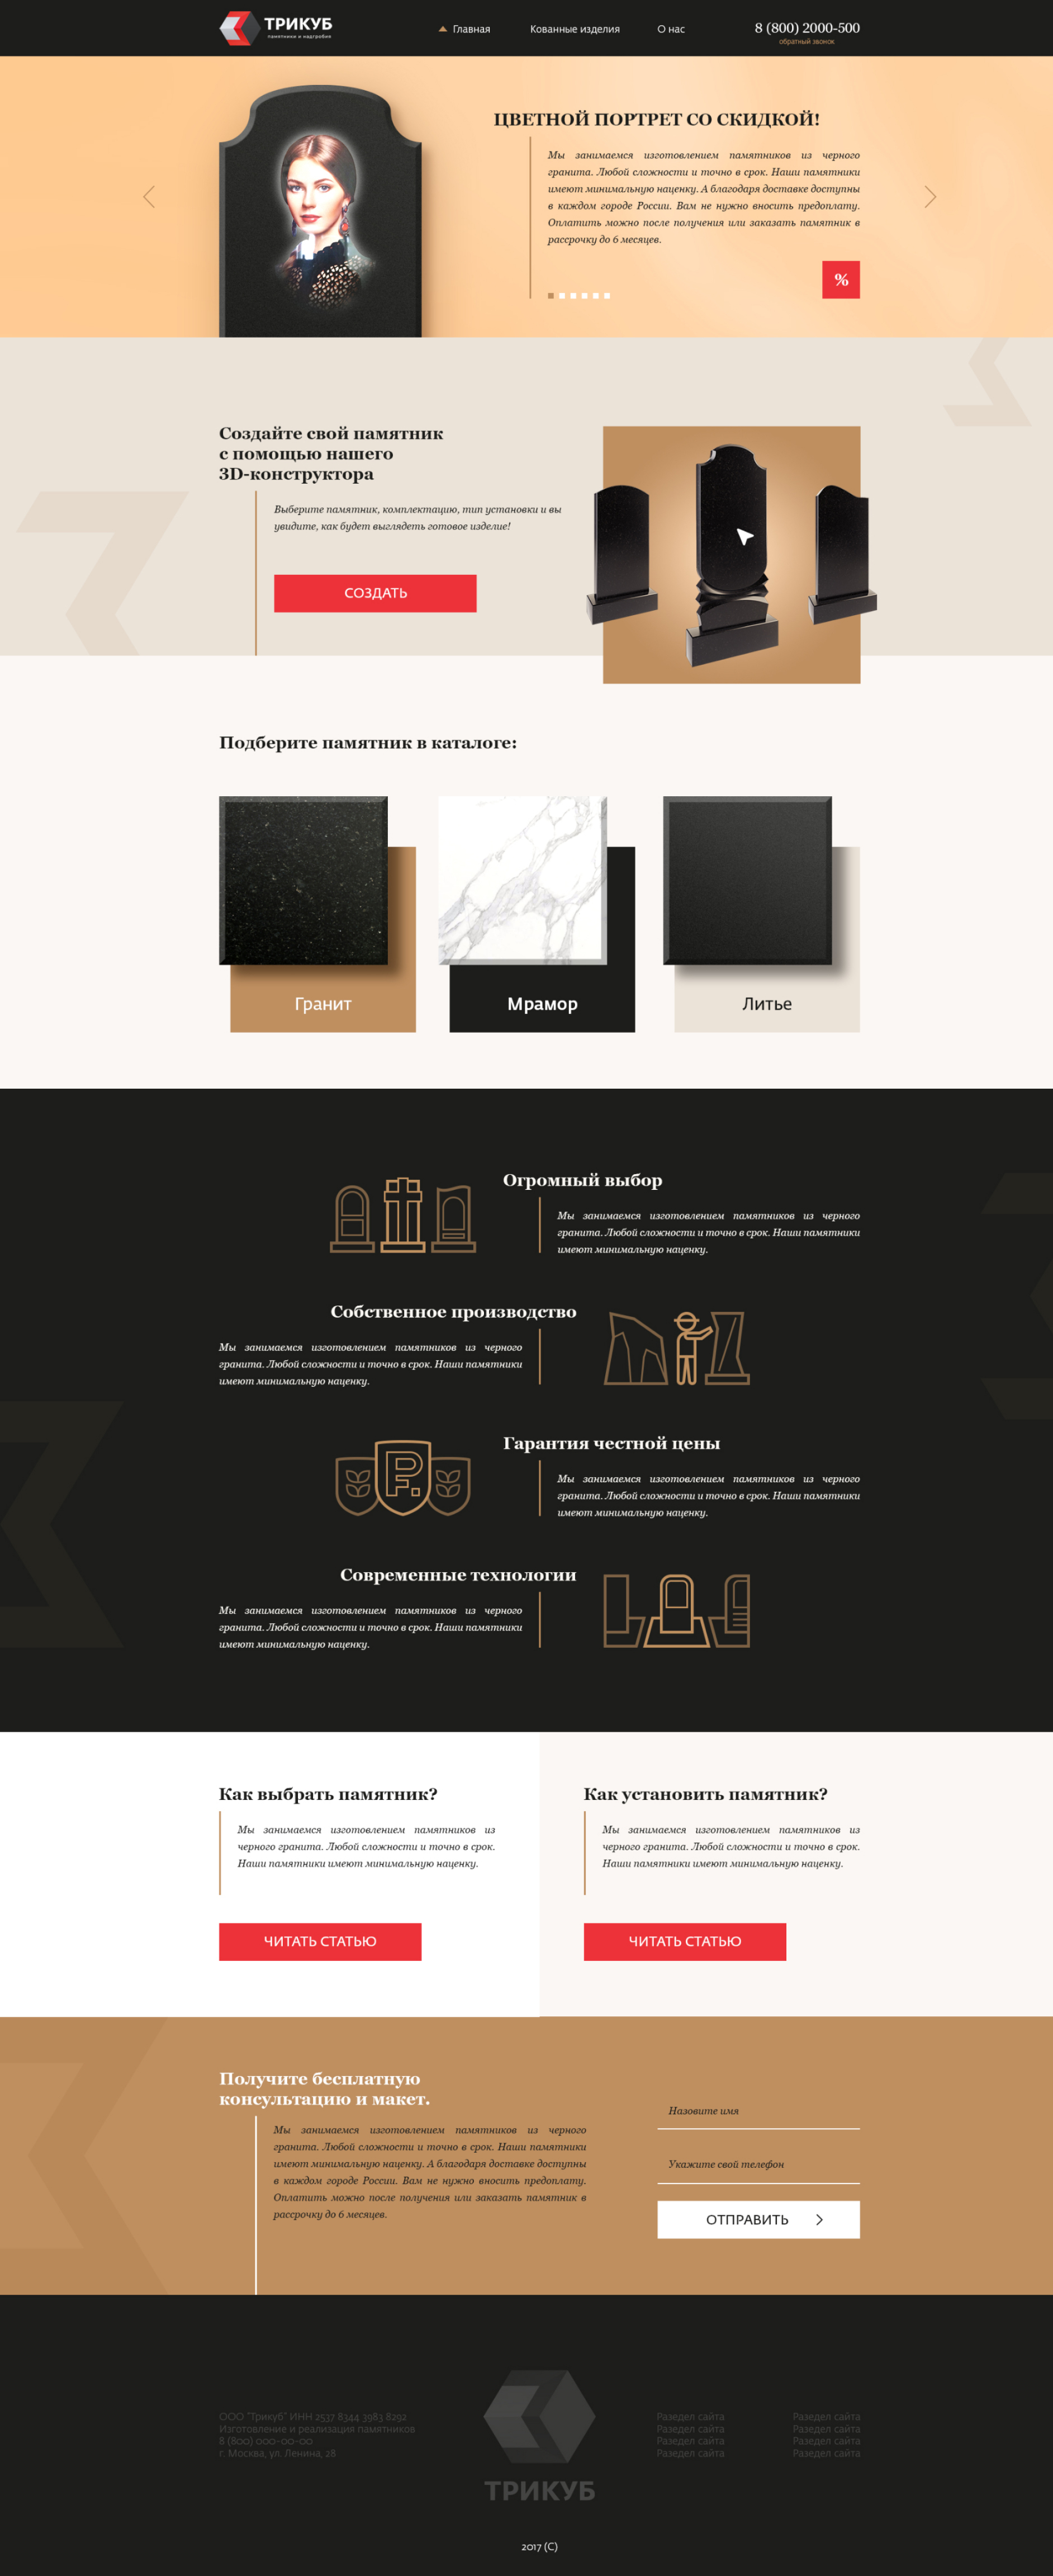 ТРИКУБ
памятники и надгробия
Главная
Кованные изделия
О нас
8 (800) 2000-500
обратный звонок
ЦВЕТНОЙ ПОРТРЕТ СО СКИДКОЙ!
Мы занимаемся изготовлением памятников из черного
гранита. Любой сложности и точно в срок. Наши памятники
имеют минимальную наценку. А благодаря доставке доступны
в каждом городе России. Вам не нужно вносить предоплату.
Оплатить можно после получения или заказать памятник в
рассрочку до 6 месяцев.
%
Создайте свой памятник
с помощью нашего
3D-конструктора
Выберите памятник, комплектацию, тип установки и вы
увидите, как будет выглядеть готовое изделие!
СОЗДАТЬ
Подберите памятник в каталоге:
Гранит
Мрамор
Литье
Огромный выбор
Мы занимаемся изготовлением памятников из черного
гранита. Любой сложности и точно в срок. Наши памятники
имеют минимальную наценку.
Собственное производство
Мы занимаемся изготовлением памятников из черного
гранита. Любой сложности и точно в срок. Наши памятники
имеют минимальную наценку.
Р.
Гарантия честной цены
Мы занимаемся изготовлением памятников из черного
гранита. Любой сложности и точно в срок. Наши памятники
имеют минимальную наценку.
Современные технологии
Мы занимаемся изготовлением памятников из черного
гранита. Любой сложности и точно в срок. Наши памятники
имеют минимальную наценку.
Как выбрать памятник?
Мы занимаемся изготовлением памятников из
черного гранита. Любой сложности и точно в срок.
Наши памятники имеют минимальную наценку.
ЧИТАТЬ СТАТЬЮ
Как установить памятник?
Мы занимаемся изготовлением памятников из
черного гранита. Любой сложности и точно в срок.
Наши памятники имеют минимальную наценку.
ЧИТАТЬ СТАТЬЮ
Получите бесплатную
консультацию и макет.
Мы занимаемся изготовлением памятников из черного
гранита. Любой сложности и точно в срок. Наши памятники
имеют минимальную наценку. А благодаря доставке доступны
в каждом городе России. Вам не нужно вносить предоплату.
Оплатить можно после получения или заказать памятник в
рассрочку до 6 месяцев.
Назовите имя
Укажите свой телефон
ОТПРАВИТЬ
ООО "Трикуб" ИНН 2537 8344 3983 8292
Изготовление и реализация памятников
8 (800) 000-00-00
г. Москва, ул. Ленина, 28
ТРИКУБ
Разедел сайта
Разедел сайта
Разедел сайта
Разедел сайта
Разедел сайта
Разедел сайта
Разедел сайта
Разедел сайта
2017 (С)